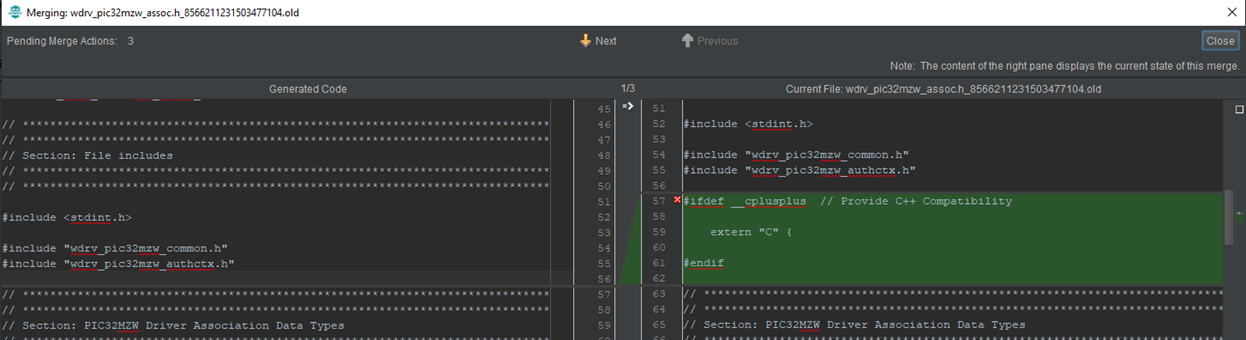 Merging: wdrv_pic32mzw_assoc.h_8566211231503477104.old
Pending Merge Actions: 3
Next
Previous
Close
Note: The content of the right pane displays the current state of this merge.
Generated Code
1/3
Current File: wdrv_pic32mzw_assoc.h_8566211231503477104.old
45
46 // *****************************************************************************
47 // *****************************************************************************
48 // Section: File includes
49 // *****************************************************************************
50 // *****************************************************************************
51
52 #include <stdint.h>
53
54 #include "wdrv_pic32mzw_common.h"
55 #include "wdrv_pic32mzw_authctx.h"
56
57 // *****************************************************************************
58 // *****************************************************************************
59 // Section: PIC32MZW Driver Association Data Types
51
52 #include <stdint.h>
53
54 #include "wdrv_pic32mzw_common.h"
55 #include "wdrv_pic32mzw_authctx.h"
56
57 #ifdef __cplusplus // Provide C++ Compatibility
58
59 extern "C" {
60
61 #endif
62
63 // *****************************************************************************
64 // *****************************************************************************
65 // Section: PIC32MZW Driver Association Data Types